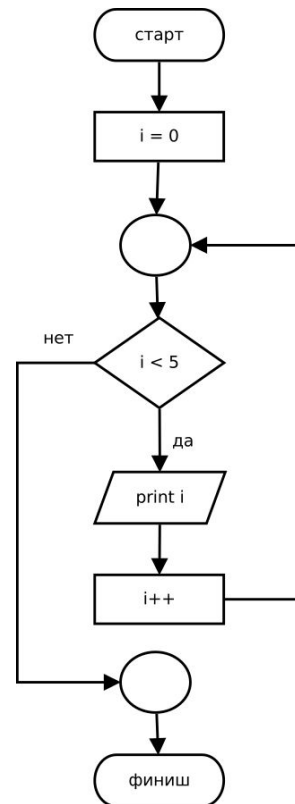 старт
i = 0
нет
i < 5
да
print i
i++
финиш